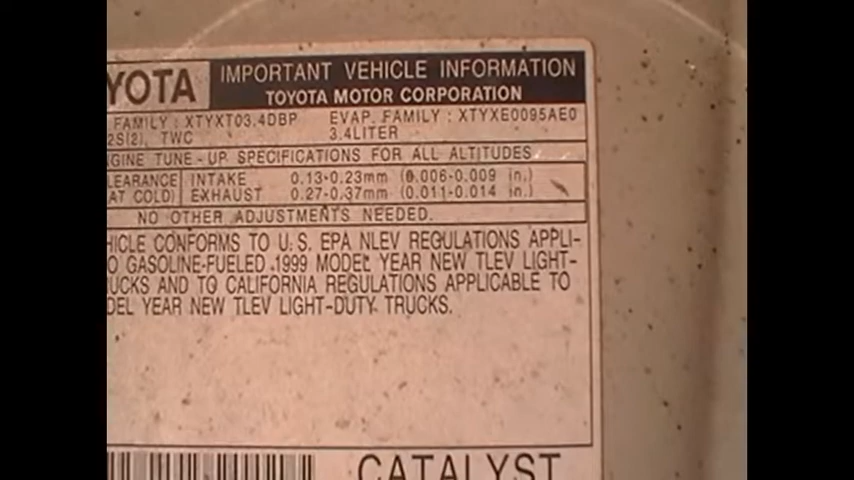 YOTA IMPORTANT VEHICLE INFORMATION
TOYOTA MOTOR CORPORATION
FAMILY : XTYXT03.4DBP EVAP. FAMILY : XTYXE0095AE0
2S(2), TWC 3.4LITER
GINE TUNE-UP SPECIFICATIONS FOR ALL ALTITUDES
LEARANCE INTAKE 0.13-0.23mm (0.006-0.009 in.)
AT COLD) EXHAUST 0.27-0.37mm (0.011-0.014 in.)
NO OTHER ADJUSTMENTS NEEDED.
HICLE CONFORMS TO U.S. EPA NLEV REGULATIONS APPLI-
O GASOLINE-FUELED 1999 MODEL YEAR NEW TLEV LIGHT-
UCKS AND TO CALIFORNIA REGULATIONS APPLICABLE TO
DEL YEAR NEW TLEV LIGHT-DUTY TRUCKS.
CATALYST